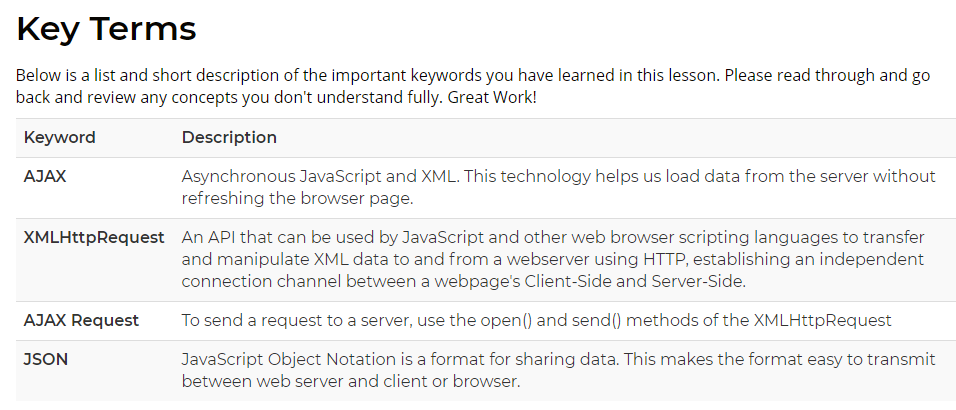 Key Terms
Below is a list and short description of the important keywords you have learned in this lesson. Please read through and go
back and review any concepts you don't understand fully. Great Work!
Keyword Description
AJAX Asynchronous JavaScript and XML. This technology helps us load data from the server without
refreshing the browser page.
XMLHttpRequest An API that can be used by JavaScript and other web browser scripting languages to transfer
and manipulate XML data to and from a webserver using HTTP, establishing an independent
connection channel between a webpage's Client-Side and Server-Side.
AJAX Request To send a request to a server, use the open() and send() methods of the XMLHttpRequest
JSON JavaScript Object Notation is a format for sharing data. This makes the format easy to transmit
between web server and client or browser.